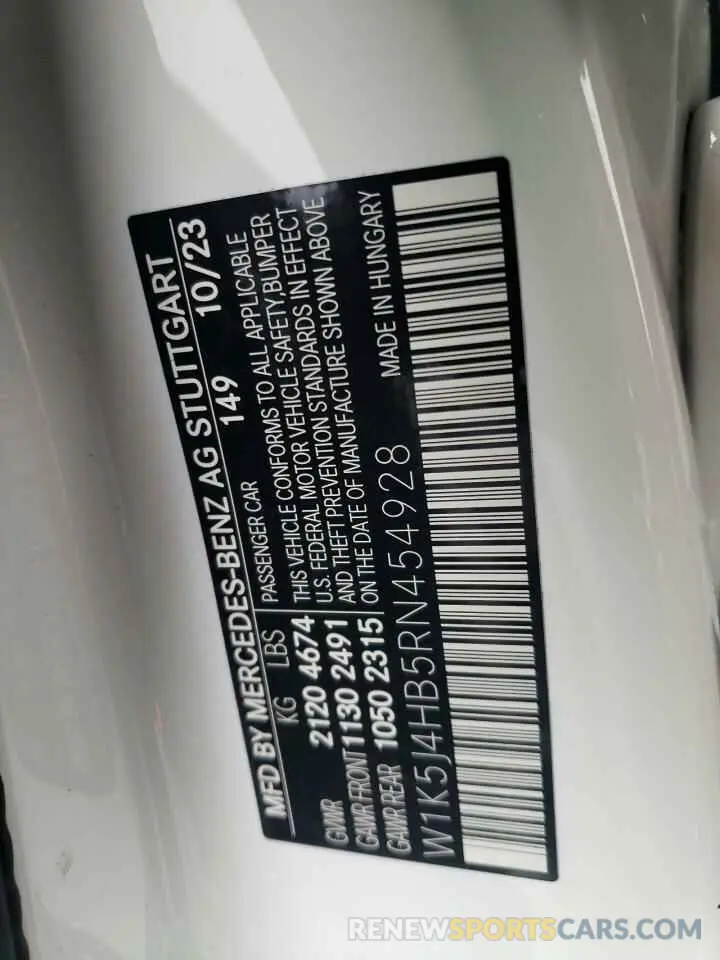 MFD BY MERCEDES-BENZ AG STUTTGART
KG LBS 149 10/23
PASSENGER CAR
GVWR 2120 4674
GAWR FRONT 1130 2491
GAWR REAR 1050 2315
THIS VEHICLE CONFORMS TO ALL APPLICABLE
U.S. FEDERAL MOTOR VEHICLE SAFETY,BUMPER
AND THEFT PREVENTION STANDARDS IN EFFECT
ON THE DATE OF MANUFACTURE SHOWN ABOVE
MADE IN HUNGARY
W1K5J4HB5RN454928
RENEWSPORTSCARS.COM